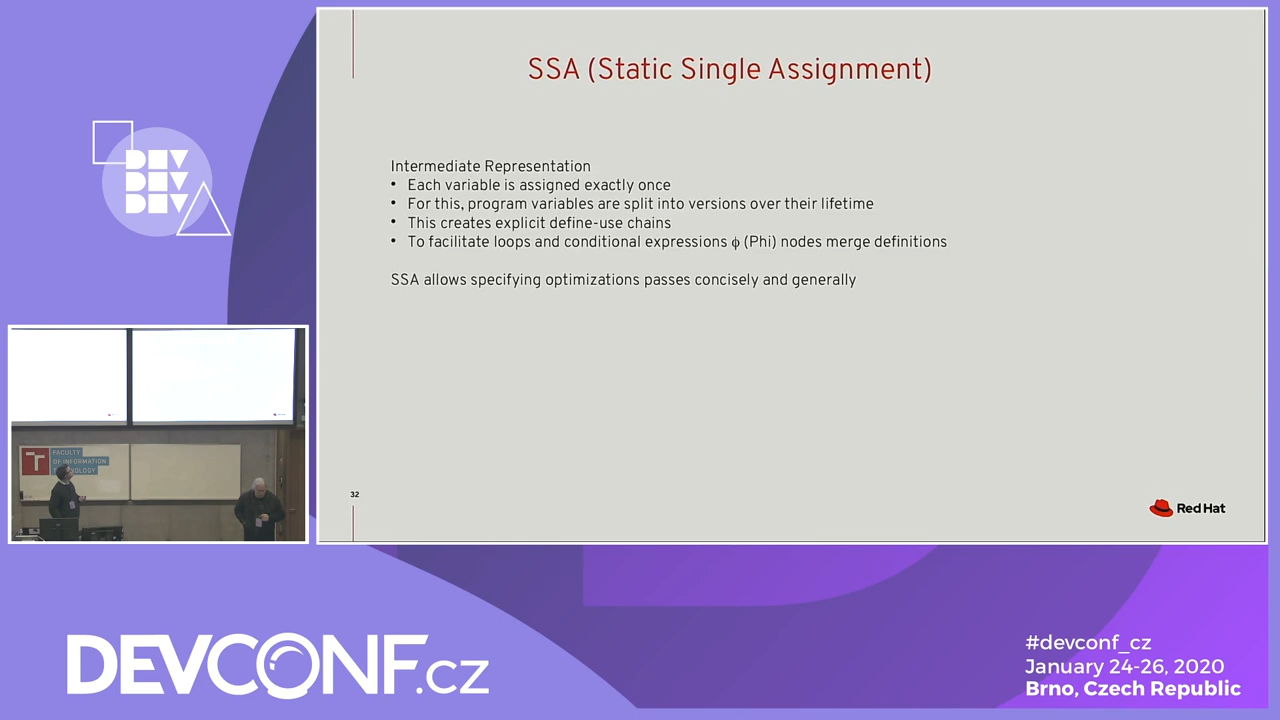 SSA (Static Single Assignment)
Intermediate Representation
• Each variable is assigned exactly once
• For this, program variables are split into versions over their lifetime
• This creates explicit define-use chains
• To facilitate loops and conditional expressions ϕ (Phi) nodes merge definitions
SSA allows specifying optimizations passes concisely and generally
32
Red Hat
DEV
DEV
DEV
FACULTY
OF INFORMATION
DEVCONF.cz
#devconf_cz
January 24-26, 2020
Brno, Czech Republic